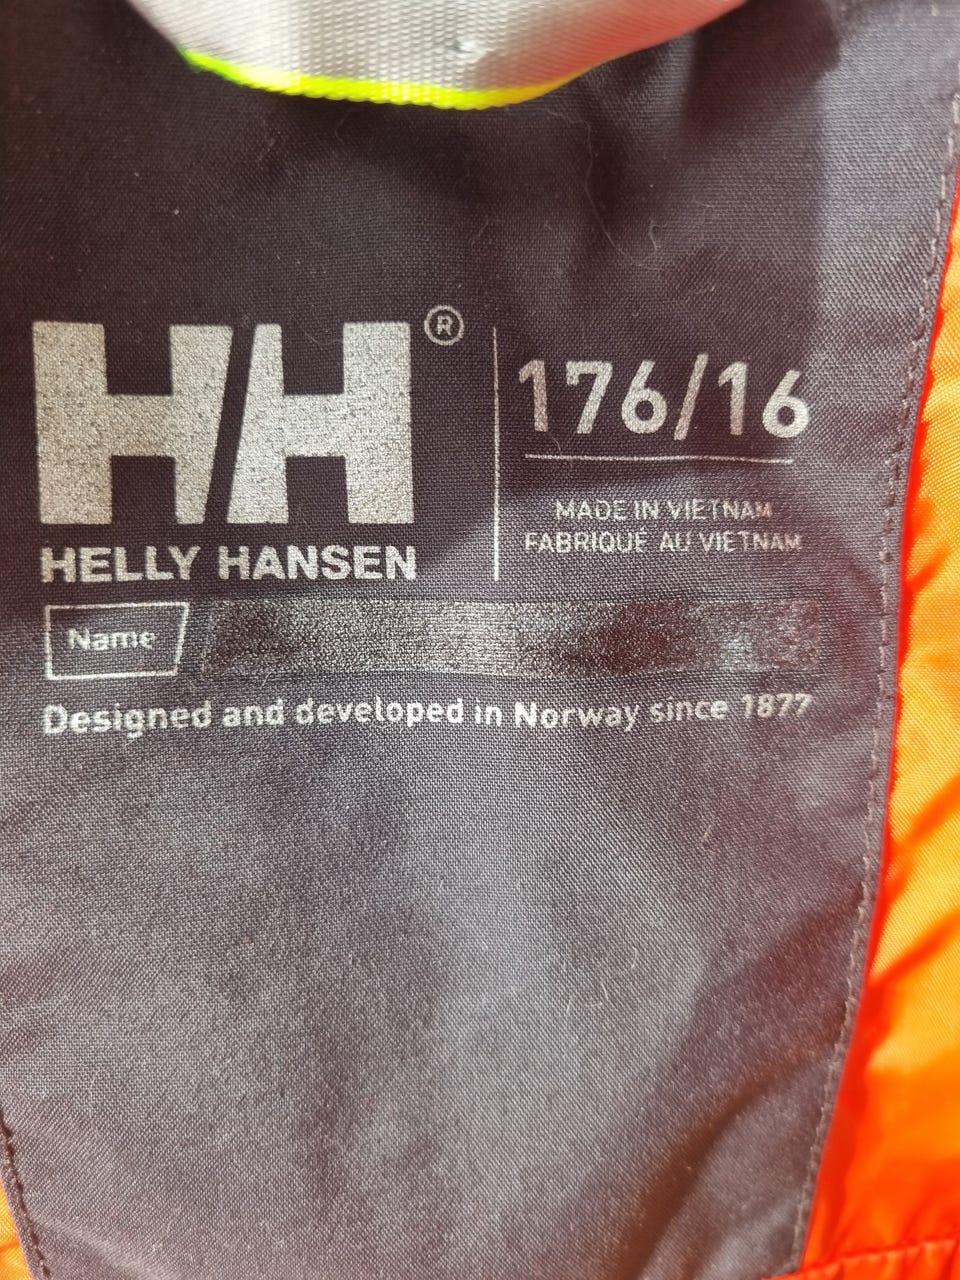 HH®
HELLY HANSEN
176/16
MADE IN VIETNAM
FABRIQUÉ AU VIETNAM
Name
Designed and developed in Norway since 1877